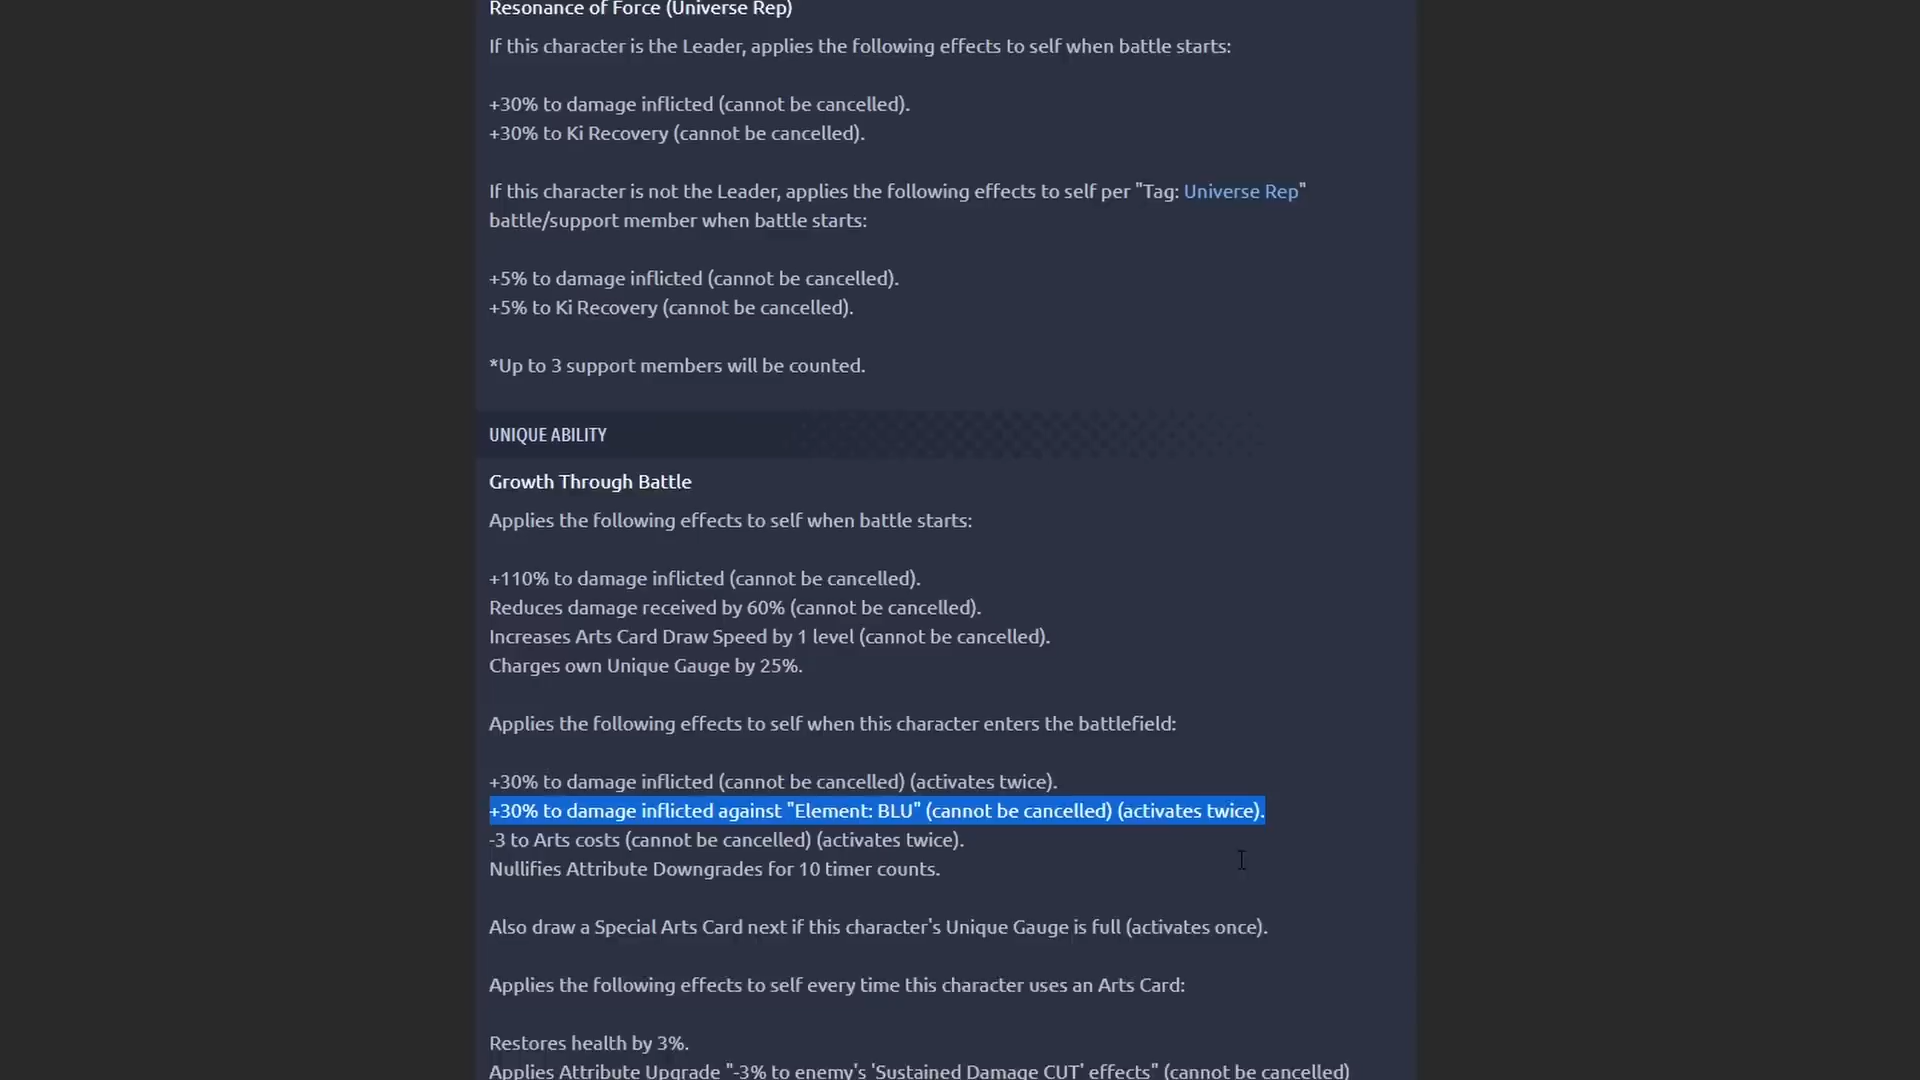 Resonance of Force (Universe Rep)
If this character is the Leader, applies the following effects to self when battle starts:
+30% to damage inflicted (cannot be cancelled).
+30% to Ki Recovery (cannot be cancelled).
If this character is not the Leader, applies the following effects to self per "Tag: Universe Rep"
battle/support member when battle starts:
+5% to damage inflicted (cannot be cancelled).
+5% to Ki Recovery (cannot be cancelled).
*Up to 3 support members will be counted.
UNIQUE ABILITY
Growth Through Battle
Applies the following effects to self when battle starts:
+110% to damage inflicted (cannot be cancelled).
Reduces damage received by 60% (cannot be cancelled).
Increases Arts Card Draw Speed by 1 level (cannot be cancelled).
Charges own Unique Gauge by 25%.
Applies the following effects to self when this character enters the battlefield:
+30% to damage inflicted (cannot be cancelled) (activates twice).
+30% to damage inflicted against "Element: BLU" (cannot be cancelled) (activates twice).
-3 to Arts costs (cannot be cancelled) (activates twice).
Nullifies Attribute Downgrades for 10 timer counts.
Also draw a Special Arts Card next if this character's Unique Gauge is full (activates once).
Applies the following effects to self every time this character uses an Arts Card:
Restores health by 3%.
Applies Attribute Upgrade "-3% to enemy's 'Sustained Damage CUT' effects" (cannot be cancelled)